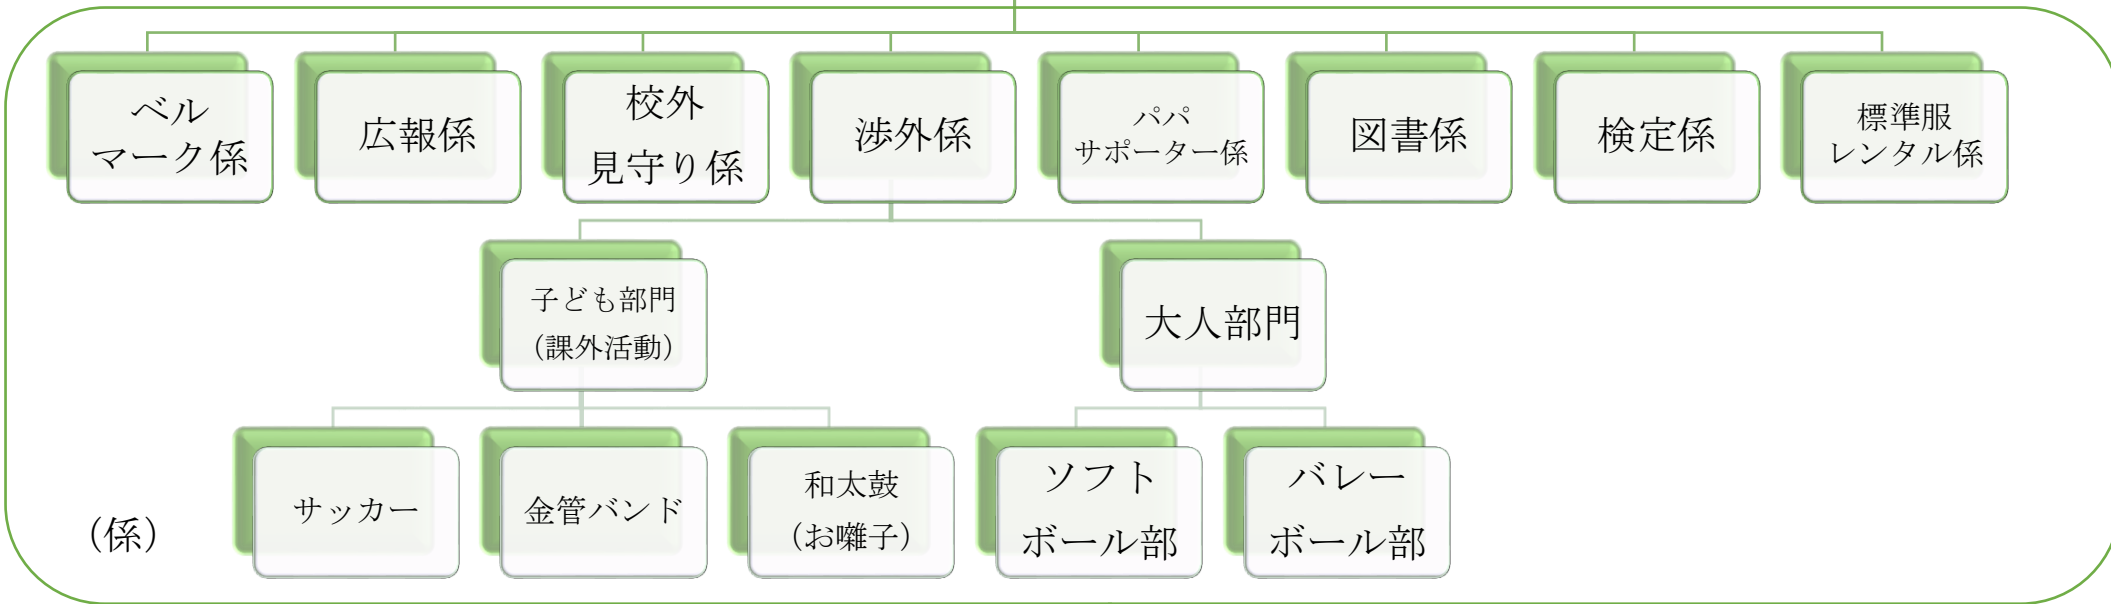 ベル
マーク係
広報係
校外
見守り係
渉外係
パパ
サポーター係
図書係
検定係
標準服
レンタル係
子ども部門
（課外活動）
大人部門
サッカー
金管バンド
和太鼓
（お囃子）
ソフト
ボール部
バレー
ボール部
（係）